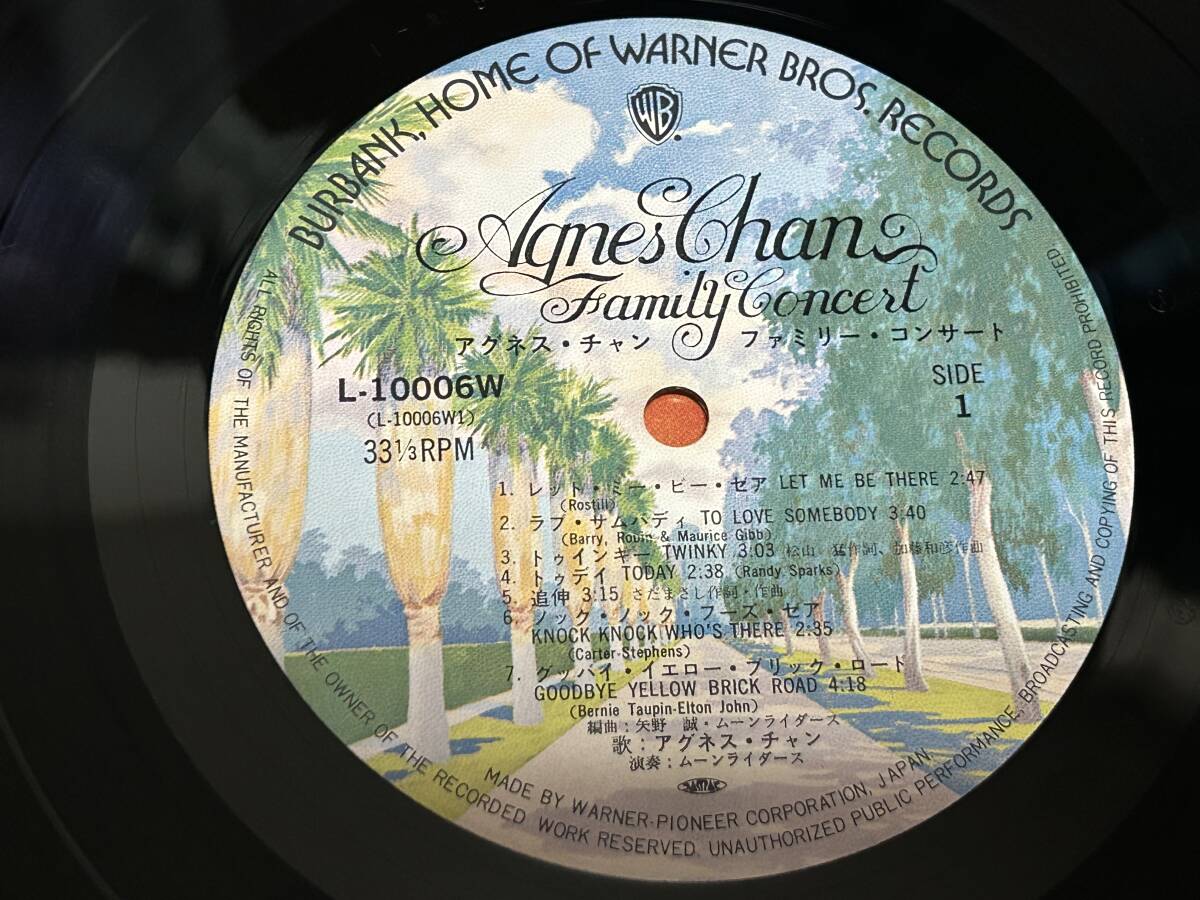 BURBANK, HOME OF WARNER BROS. RECORDS
WB
Agnes Chan
Family Concert
アグネス・チャン ファミリー・コンサート
L-10006W
(L-10006W1)
33 1/3 RPM
SIDE
1
1. レット・ミー・ビー・ゼア LET ME BE THERE 2:47
(Rostill)
2. ラブ・サムバディ TO LOVE SOMEBODY 3:40
(Barry, Robin & Maurice Gibb)
3. トゥインキー TWINKY 3:03 松山 猛作詞、加藤和彦作曲
4. トゥデイ TODAY 2:38 (Randy Sparks)
5. 追伸 3:15 さだまさし作詞・作曲
6. ノック・ノック・フーズ・ゼア
KNOCK KNOCK WHO'S THERE 2:35
(Carter-Stephens)
7. グッバイ・イエロー・ブリック・ロード
GOODBYE YELLOW BRICK ROAD 4:18
(Bernie Taupin-Elton John)
編曲:矢野 誠・ムーンライダース
歌:アグネス・チャン
演奏:ムーンライダース
MADE BY WARNER-PIONEER CORPORATION, JAPAN.
ALL RIGHTS OF THE MANUFACTURER AND OF THE OWNER OF THE RECORDED WORK RESERVED. UNAUTHORIZED PUBLIC PERFORMANCE, BROADCASTING AND COPYING OF THIS RECORD PROHIBITED